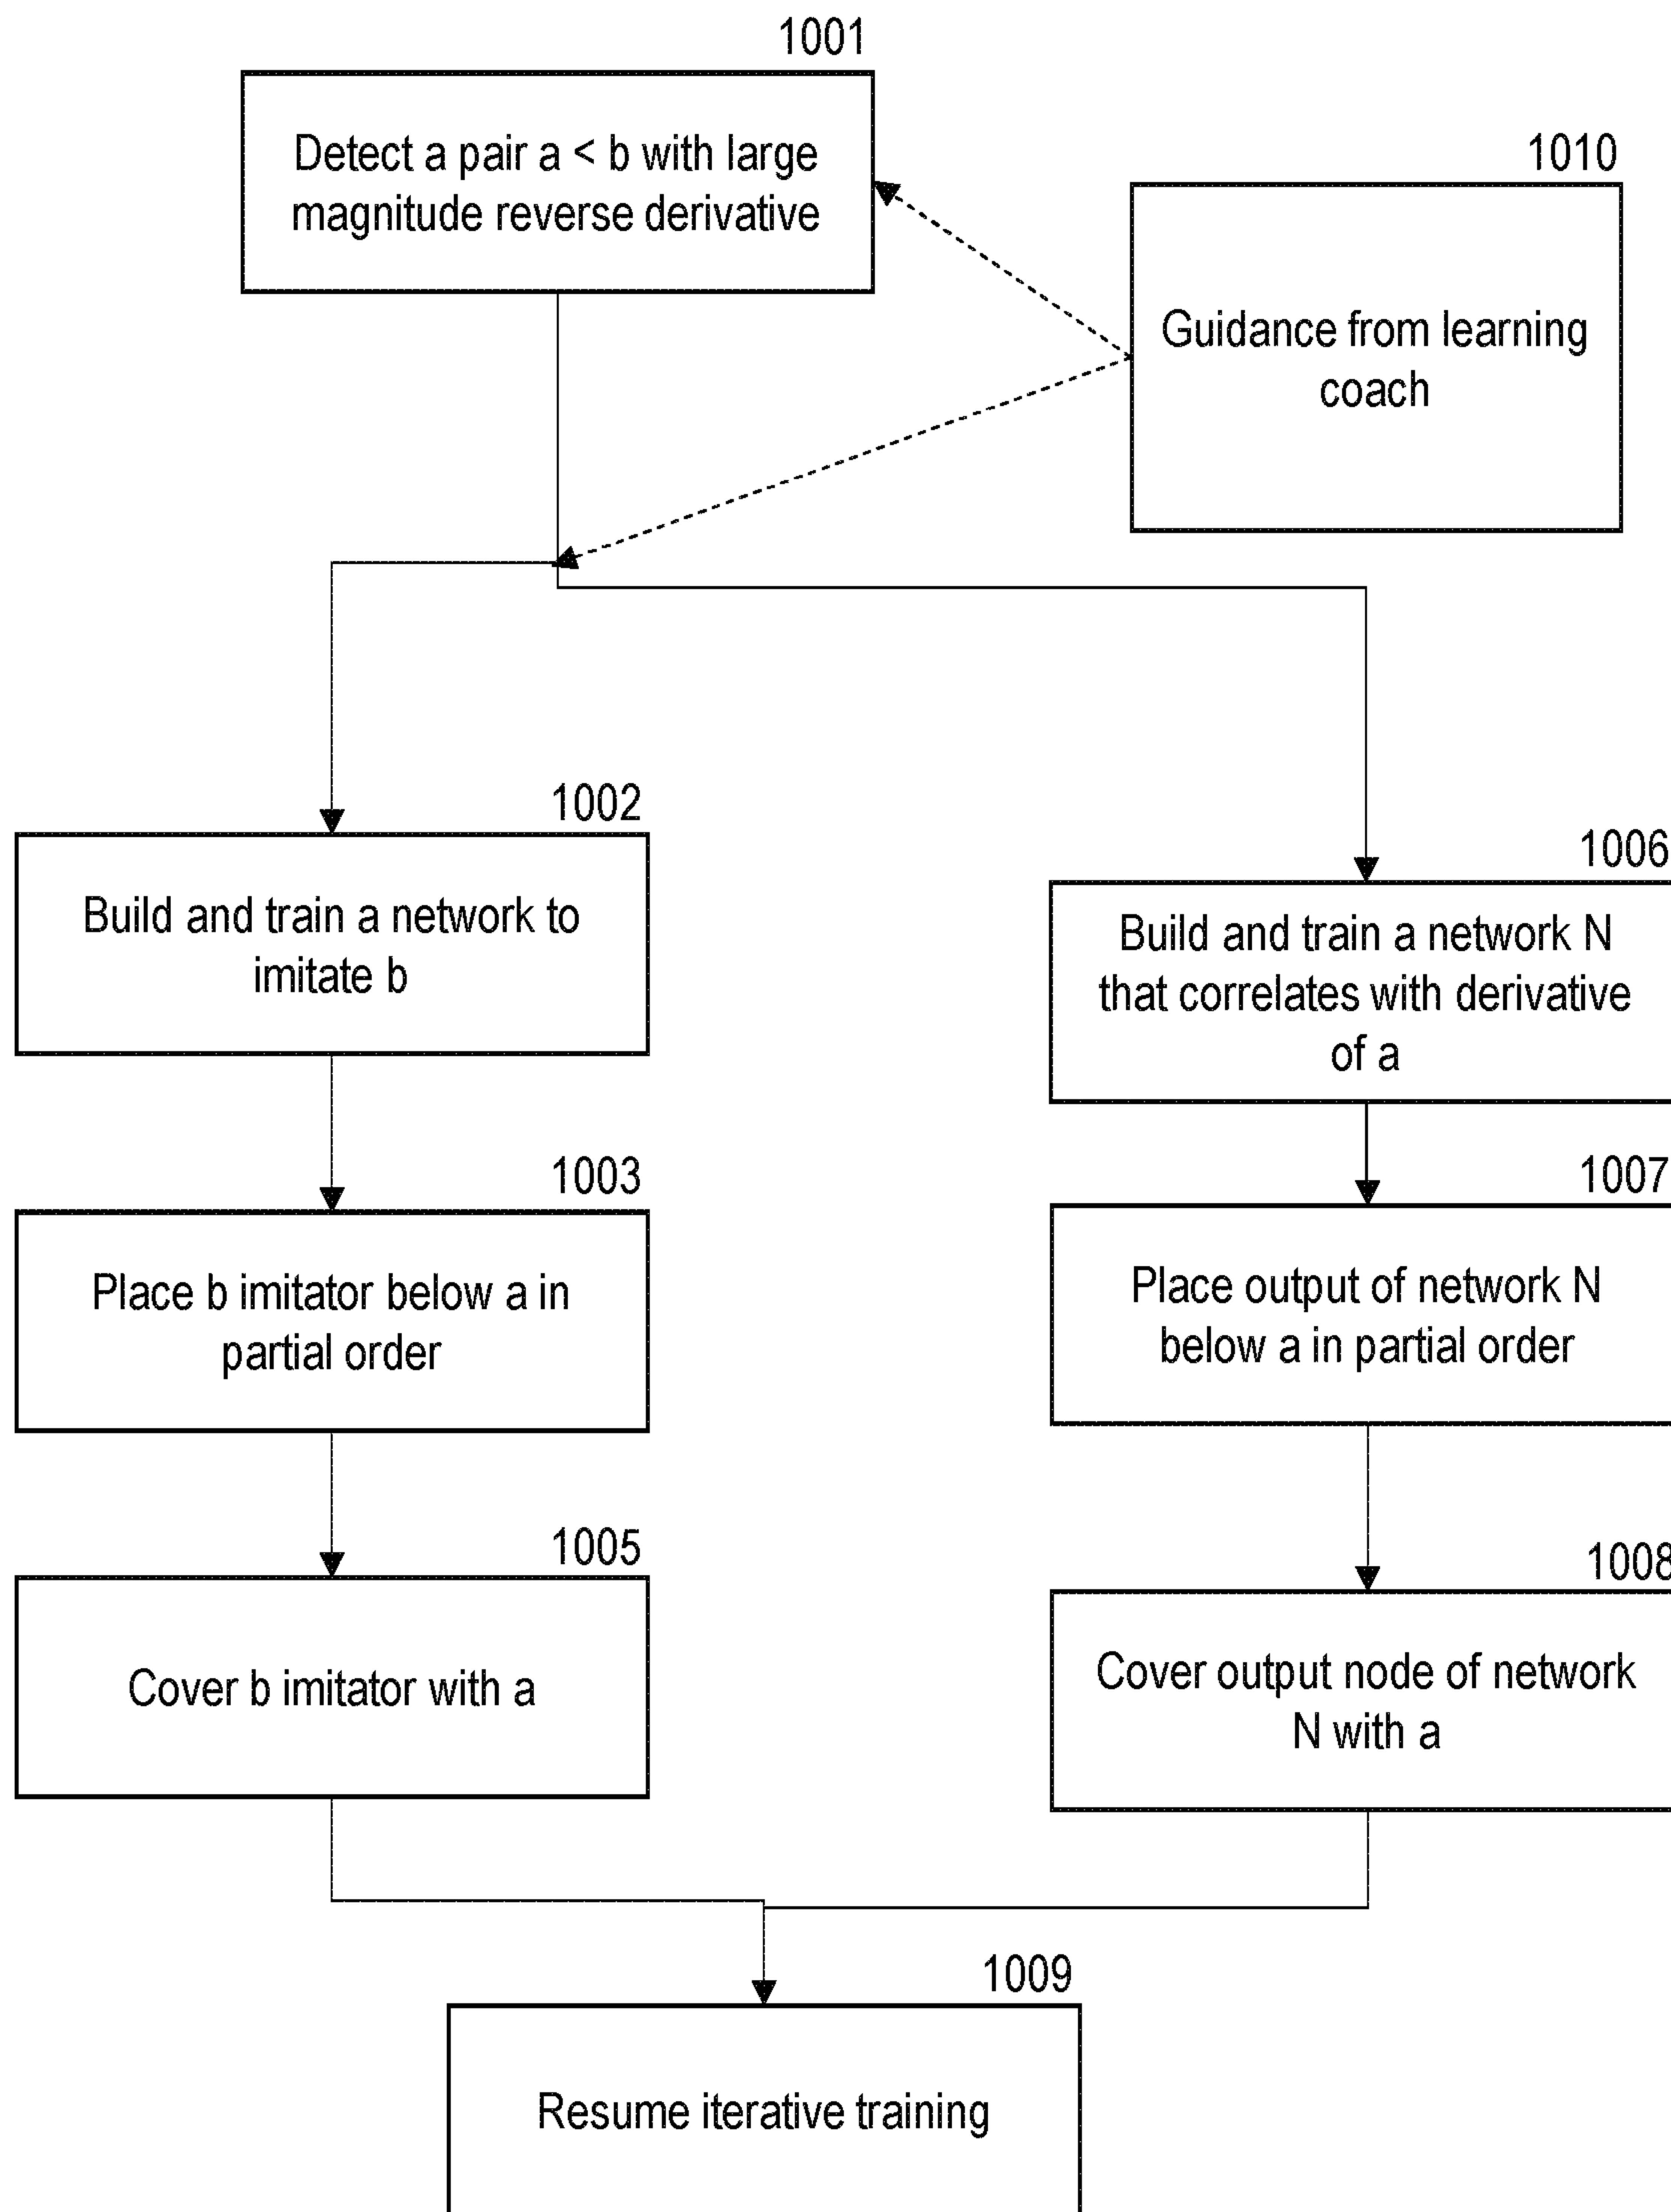 1001
Detect a pair a < b with large
magnitude reverse derivative
1010
Guidance from learning
coach
1002
Build and train a network to
imitate b
1006
Build and train a network N
that correlates with derivative
of a
1003
Place b imitator below a in
partial order
1007
Place output of network N
below a in partial order
1005
Cover b imitator with a
1008
Cover output node of network
N with a
1009
Resume iterative training